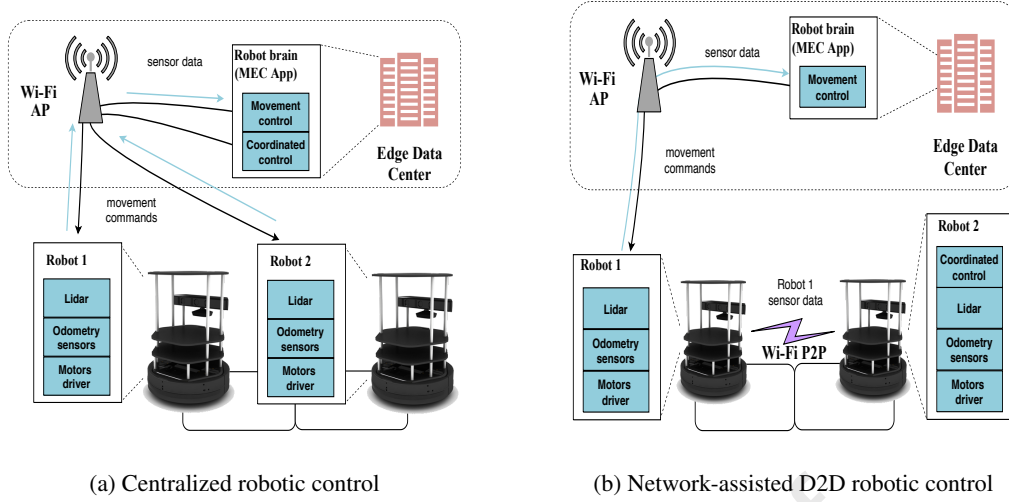 Wi-Fi
AP
sensor data
Robot brain
(MEC App)
Movement
control
Coordinated
control
Edge Data
Center
movement
commands
Robot 1
Lidar
Odometry
sensors
Motors
driver
Robot 2
Lidar
Odometry
sensors
Motors
driver
(a) Centralized robotic control
Wi-Fi
AP
sensor data
Robot brain
(MEC App)
Movement
control
Edge Data
Center
movement
commands
Robot 1
Lidar
Odometry
sensors
Motors
driver
Robot 1
sensor data
Wi-Fi P2P
Robot 2
Coordinated
control
Lidar
Odometry
sensors
Motors
driver
(b) Network-assisted D2D robotic control